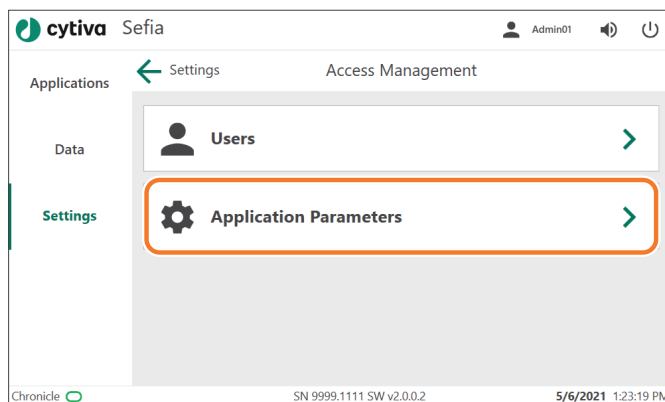 cytiva Sefia Admin01
Applications
Settings Access Management
Data
Users
Settings
Application Parameters
Chronicle SN 9999.1111 SW v2.0.0.2 5/6/2021 1:23:19 PM